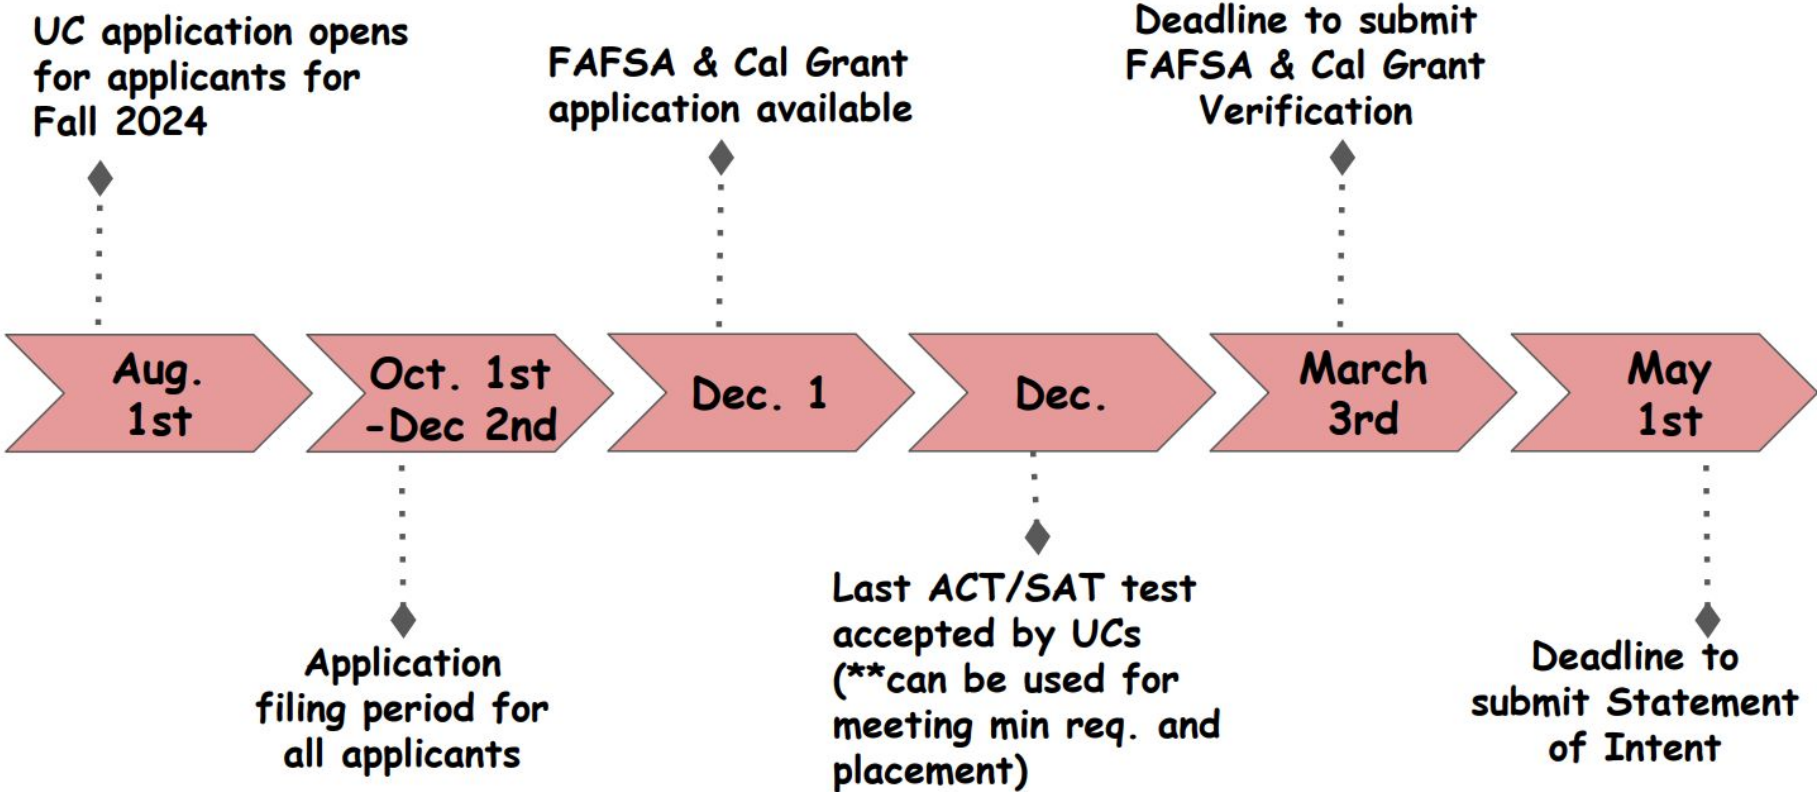 UC application opens
for applicants for
Fall 2024
FAFSA & Cal Grant
application available
Deadline to submit
FAFSA & Cal Grant
Verification
Aug.
1st
Oct. 1st
-Dec 2nd
Dec. 1
Dec.
March
3rd
May
1st
Application
filing period for
all applicants
Last ACT/SAT test
accepted by UCs
(**can be used for
meeting min req. and
placement)
Deadline to
submit Statement
of Intent